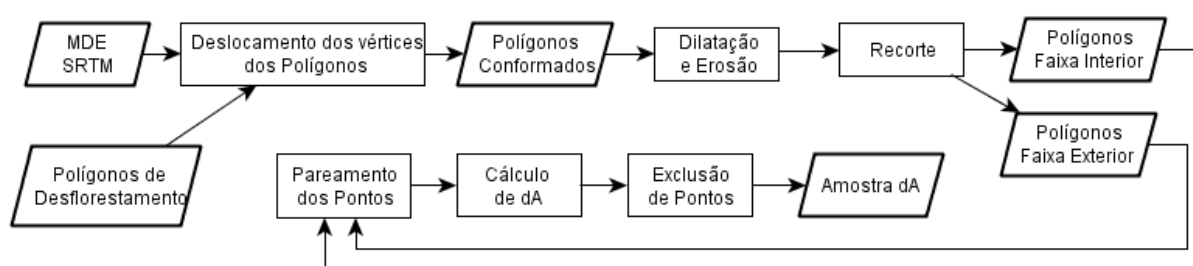 MDE
SRTM
Deslocamento dos vértices
dos Polígonos
Polígonos
Conformados
Dilatação
e Erosão
Recorte
Polígonos
Faixa Interior
Polígonos
Faixa Exterior
Polígonos de
Desflorestamento
Pareamento
dos Pontos
Cálculo
de dA
Exclusão
de Pontos
Amostra dA